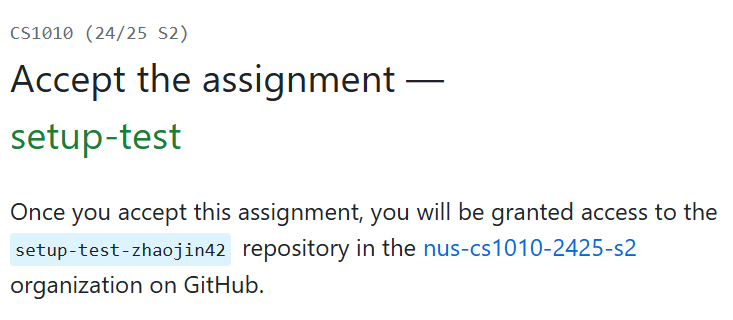 CS1010 (24/25 S2)
Accept the assignment —
setup-test
Once you accept this assignment, you will be granted access to the
setup-test-zhaojin42 repository in the nus-cs1010-2425-s2
organization on GitHub.